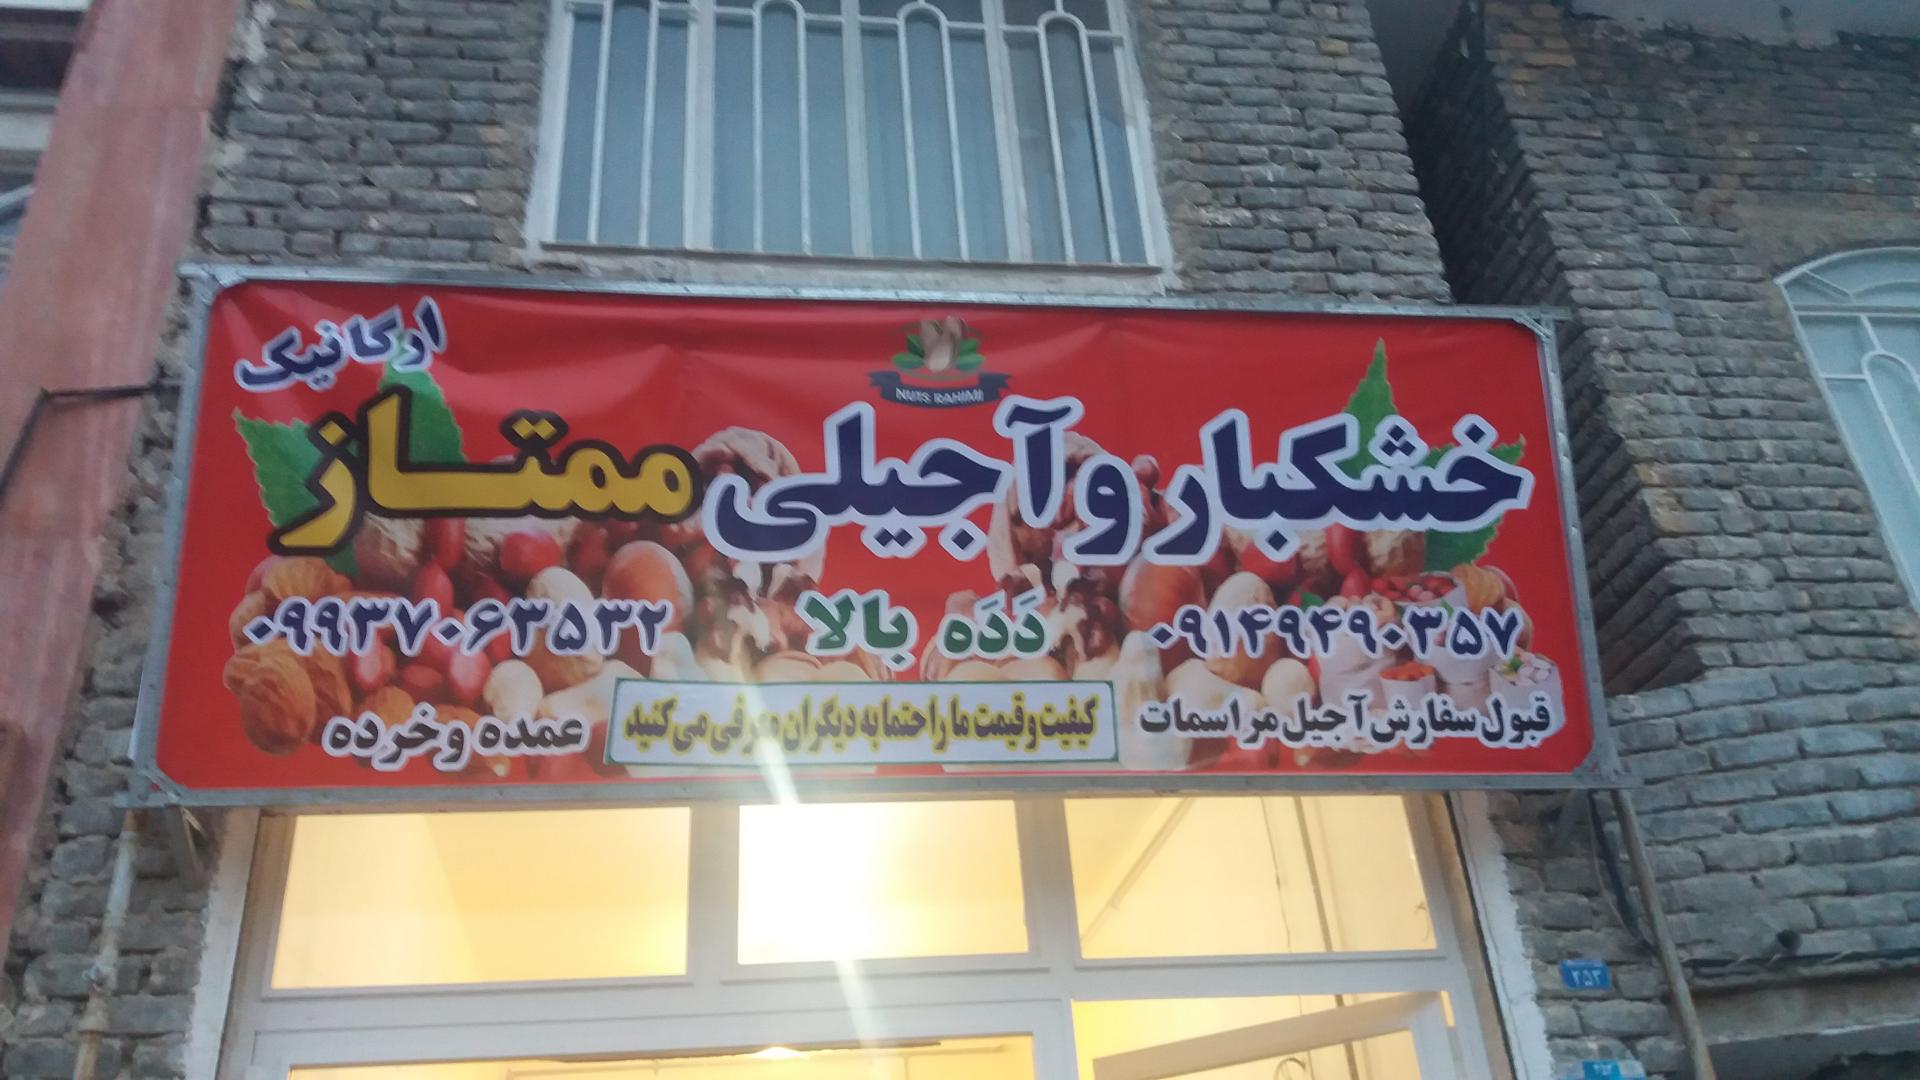 ارگانیک
NUTS RAHIMI
خشکبار و آجیلی ممتاز
۰۹۱۴۹۴۹۰۳۵۷ دَدَه بالا ۰۹۹۳۷۰۶۳۵۳۲
قبول سفارش آجیل مراسمات
کیفیت و قیمت ما را حتما به دیگران معرفی می کنید
عمده و خرده
۲۵۳